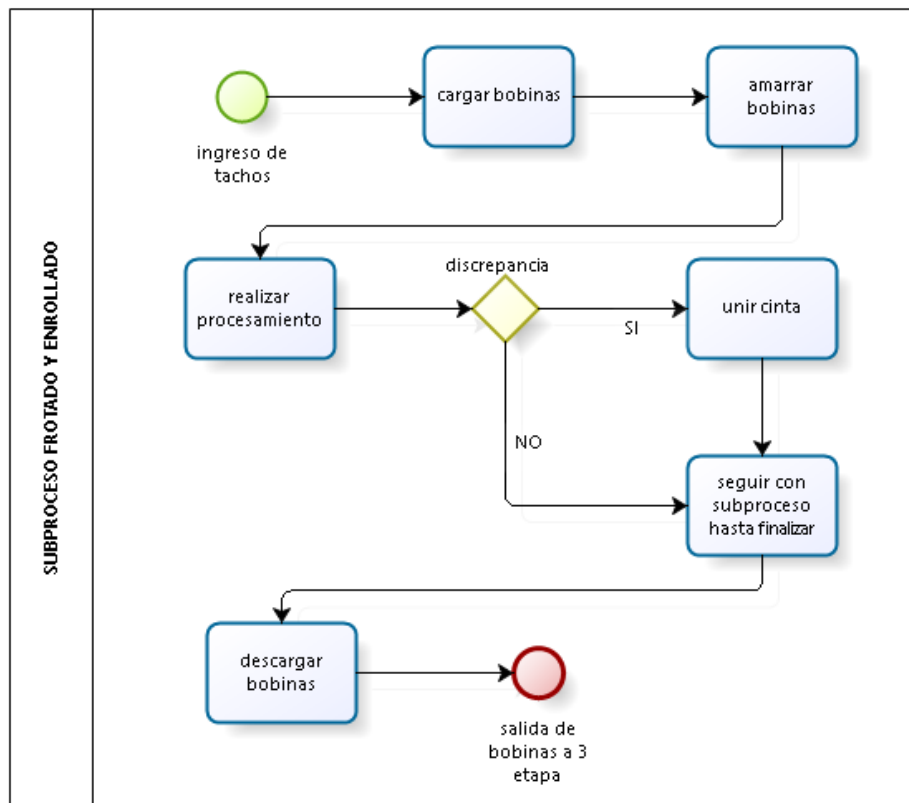 SUBPROCESO FROTADO Y ENROLLADO
ingreso de
tachos
cargar bobinas
amarrar
bobinas
realizar
procesamiento
discrepancia
SI
NO
unir cinta
seguir con
subproceso
hasta finalizar
descargar
bobinas
salida de
bobinas a 3
etapa